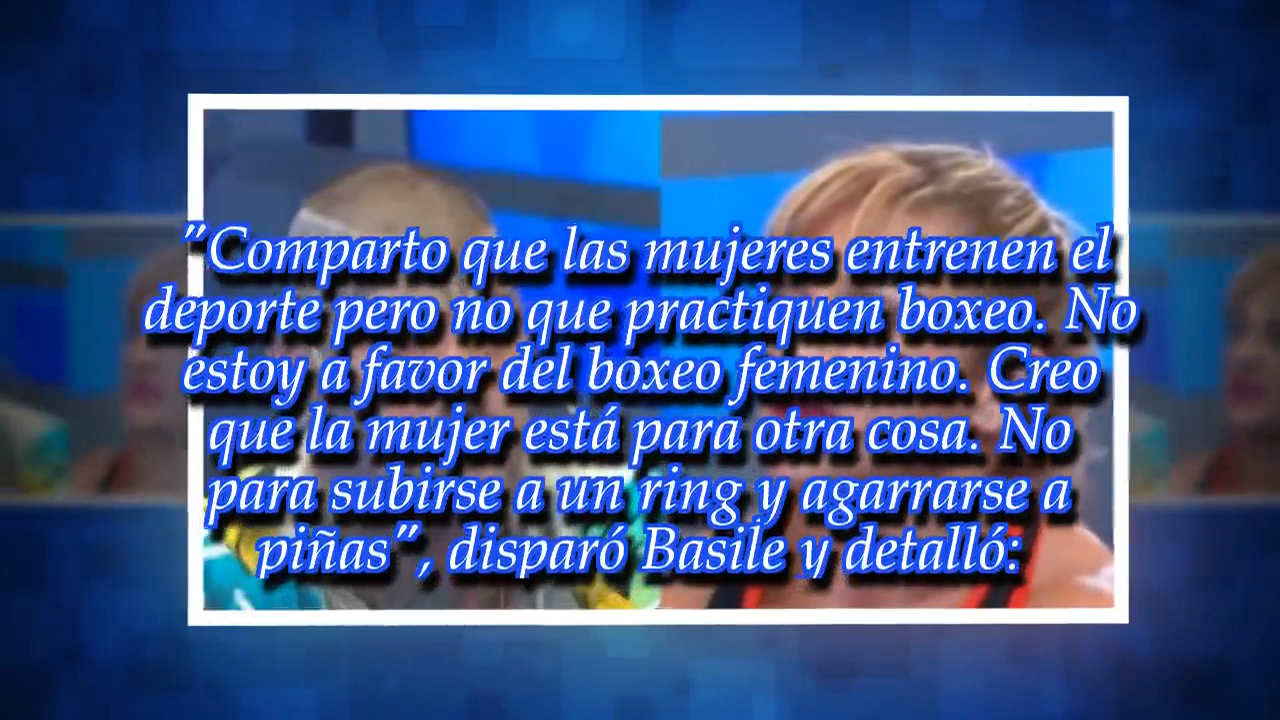 "Comparto que las mujeres entrenen el
deporte pero no que practiquen boxeo. No
estoy a favor del boxeo femenino. Creo
que la mujer está para otra cosa. No
para subirse a un ring y agarrarse a
piñas", disparó Basile y detalló: